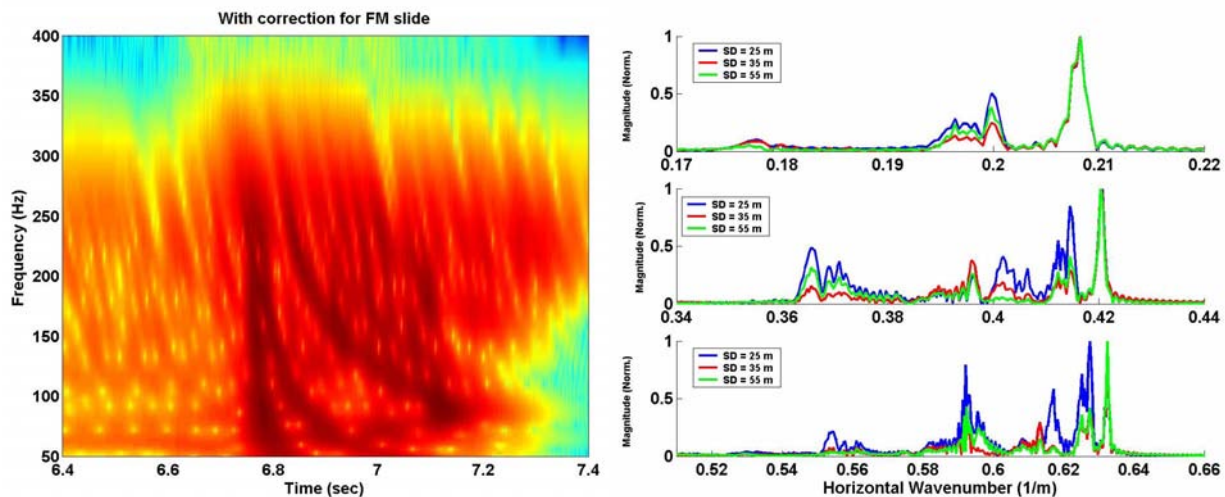 With correction for FM slide
400
350
300
250
200
150
100
50
Frequency (Hz)
6.4 6.6 6.8 7 7.2 7.4
Time (sec)
Magnitude (Norm.)
1
0.5
0
SD = 25 m
SD = 35 m
SD = 55 m
0.17 0.18 0.19 0.2 0.21 0.22
Magnitude (Norm.)
1
0.5
0
SD = 25 m
SD = 35 m
SD = 55 m
0.34 0.36 0.38 0.4 0.42 0.44
Magnitude (Norm.)
1
0.5
0
SD = 25 m
SD = 35 m
SD = 55 m
0.52 0.54 0.56 0.58 0.6 0.62 0.64 0.66
Horizontal Wavenumber (1/m)